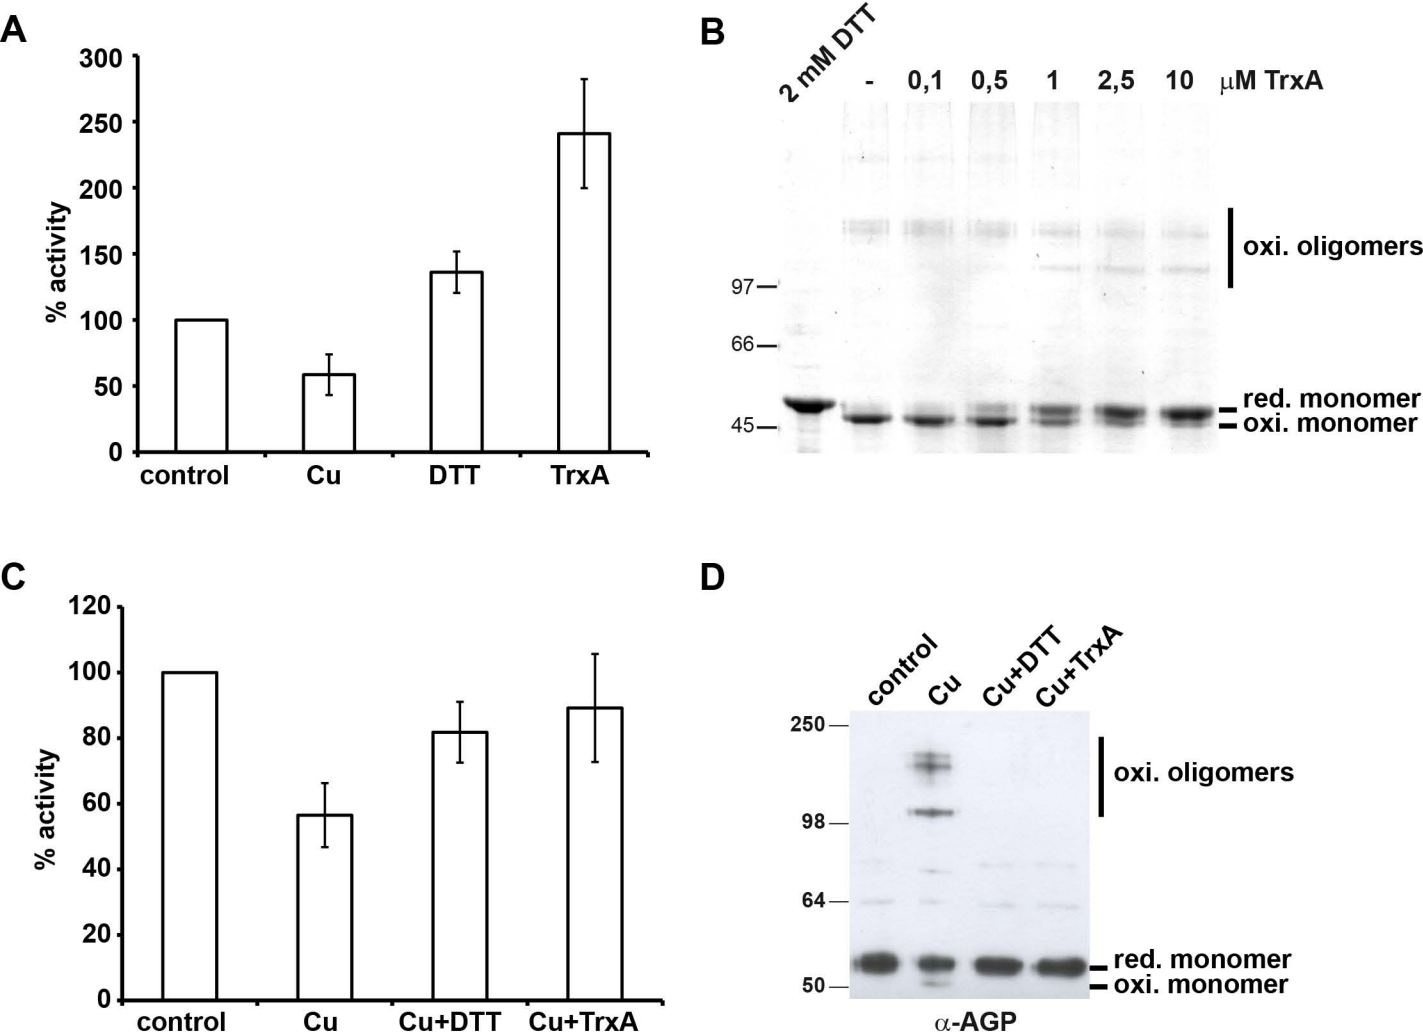 A
300
250
200
150
100
50
0
% activity
control Cu DTT TrxA
B
2 mM DTT
- 0,1 0,5 1 2,5 10 μM TrxA
97
66
45
oxi. oligomers
red. monomer
oxi. monomer
C
120
100
80
60
40
20
0
% activity
control Cu Cu+DTT Cu+TrxA
D
control Cu Cu+DTT Cu+TrxA
250
98
64
50
oxi. oligomers
red. monomer
oxi. monomer
α-AGP